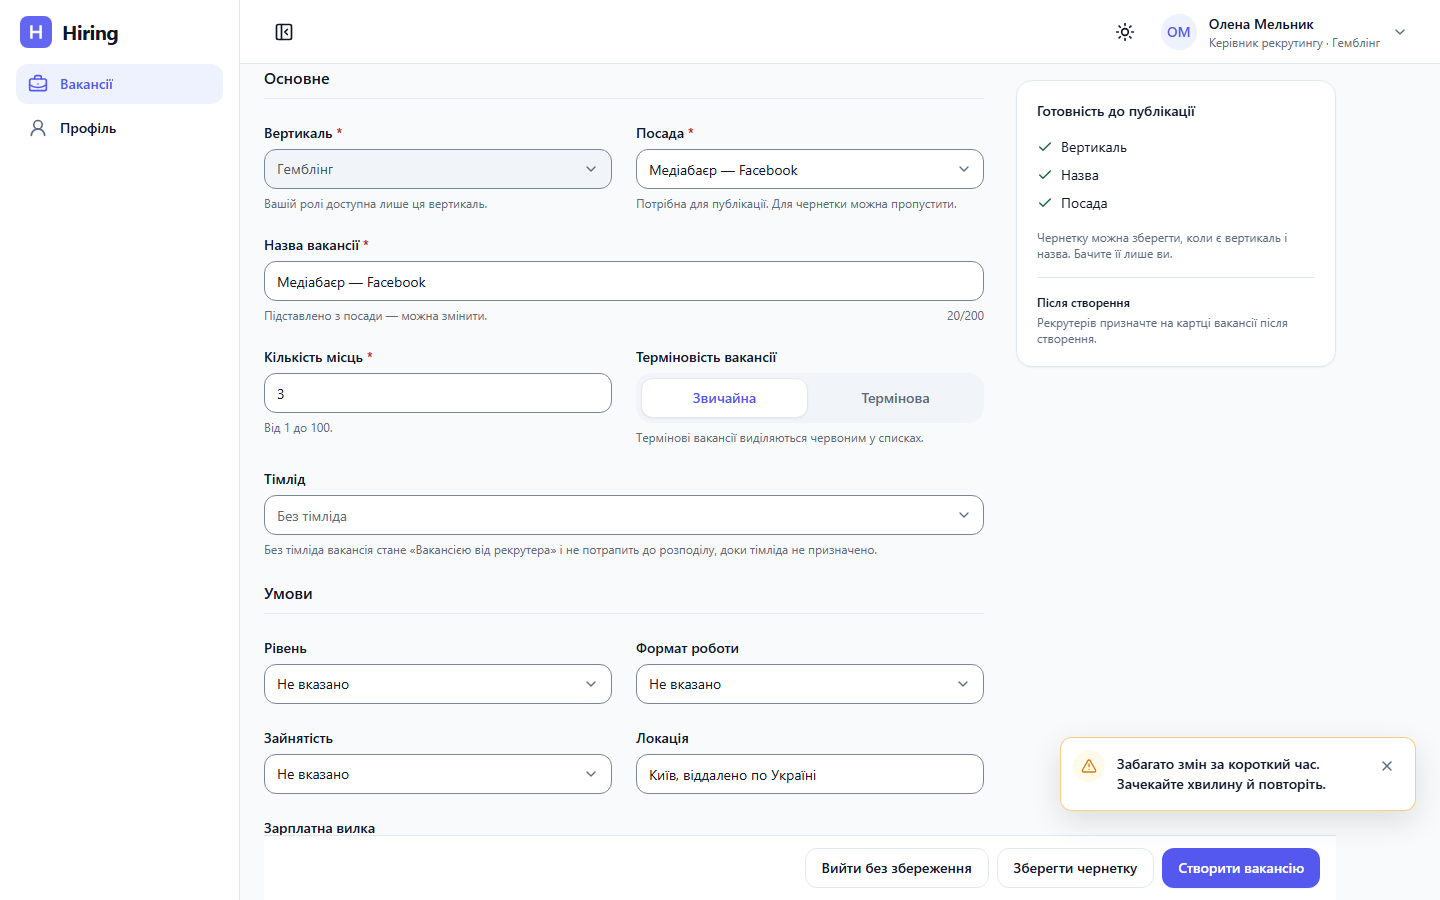 H Hiring
Вакансії
Профіль
ОМ
Олена Мельник
Керівник рекрутингу · Гемблінг
Основне
Вертикаль *
Гемблінг
Вашій ролі доступна лише ця вертикаль.
Посада *
Медіабаєр — Facebook
Потрібна для публікації. Для чернетки можна пропустити.
Назва вакансії *
Медіабаєр — Facebook
Підставлено з посади — можна змінити.
20/200
Кількість місць *
3
Від 1 до 100.
Терміновість вакансії
Звичайна
Термінова
Термінові вакансії виділяються червоним у списках.
Тімлід
Без тімліда
Без тімліда вакансія стане «Вакансією від рекрутера» і не потрапить до розподілу, доки тімліда не призначено.
Умови
Рівень
Не вказано
Формат роботи
Не вказано
Зайнятість
Не вказано
Локація
Київ, віддалено по Україні
Зарплатна вилка
Готовність до публікації
Вертикаль
Назва
Посада
Чернетку можна зберегти, коли є вертикаль і
назва. Бачите її лише ви.
Після створення
Рекрутерів призначте на картці вакансії після
створення.
Забагато змін за короткий час.
Зачекайте хвилину й повторіть.
Вийти без збереження
Зберегти чернетку
Створити вакансію